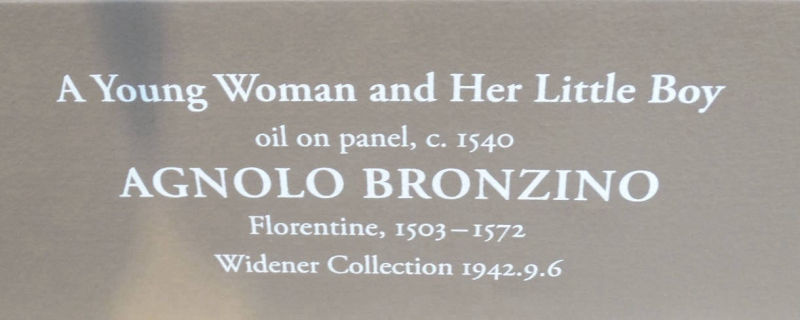 A Young Woman and Her Little Boy
oil on panel, c. 1540
AGNOLO BRONZINO
Florentine, 1503–1572
Widener Collection 1942.9.6